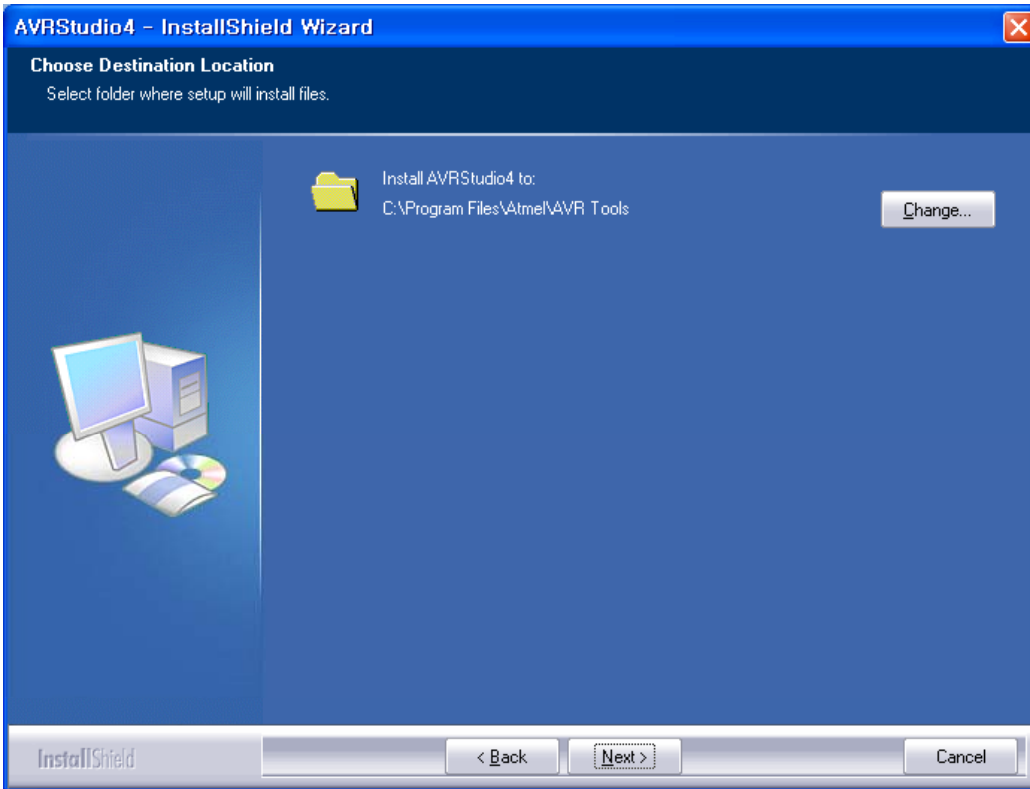 AVRStudio4 - InstallShield Wizard
Choose Destination Location
Select folder where setup will install files.
Install AVRStudio4 to:
C:\Program Files\Atmel\AVR Tools
Change...
InstallShield
< Back
Next >
Cancel